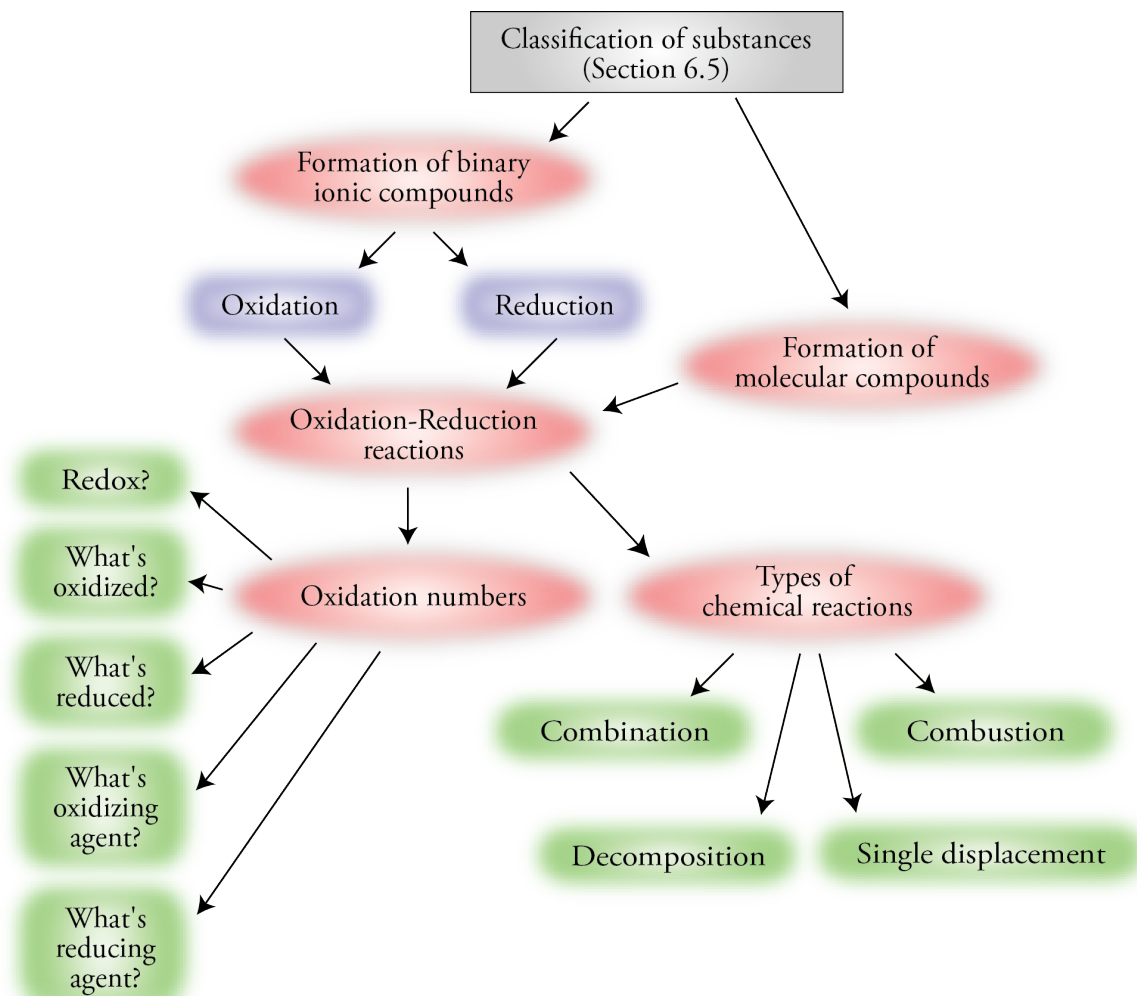 Classification of substances
(Section 6.5)
Formation of binary
ionic compounds
Oxidation
Reduction
Formation of
molecular compounds
Oxidation-Reduction
reactions
Redox?
What's
oxidized?
What's
reduced?
What's
oxidizing
agent?
What's
reducing
agent?
Oxidation numbers
Types of
chemical reactions
Combination
Combustion
Decomposition
Single displacement